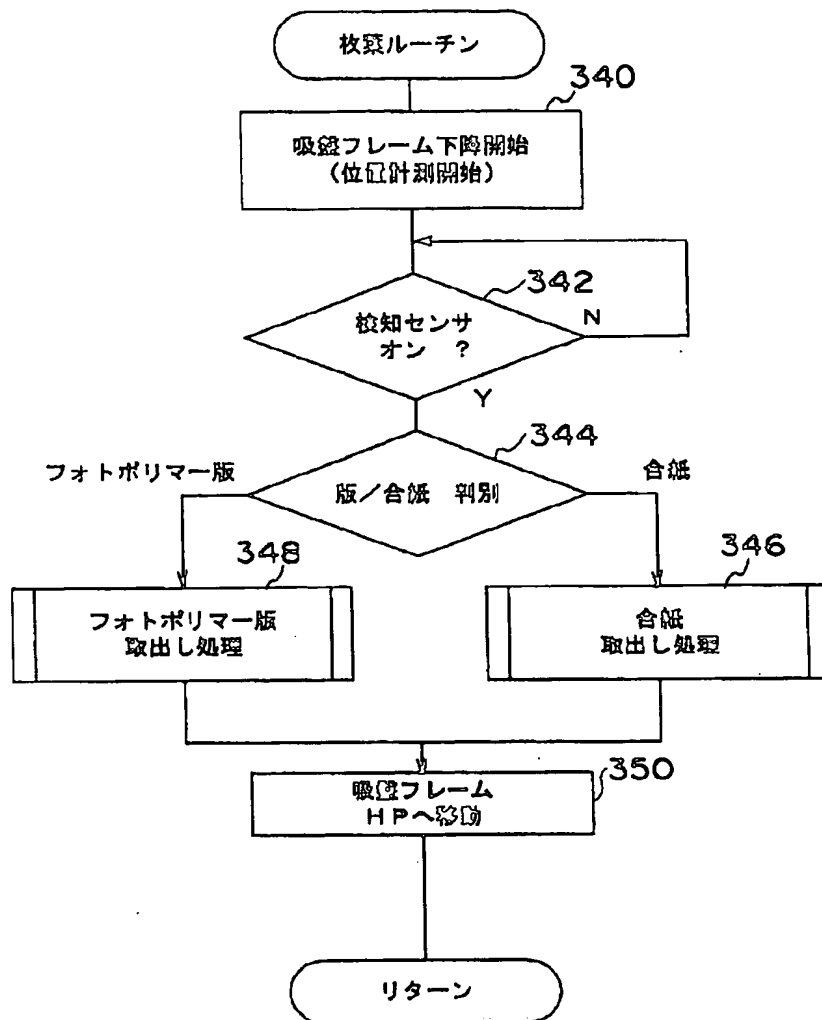 枚葉ルーチン
340
吸盤フレーム下降開始
(位置計測開始)
342
検知センサ
オン ?
N
Y
344
フォトポリマー版
合紙
版/合紙 判別
348
346
フォトポリマー版
取出し処理
合紙
取出し処理
350
吸盤フレーム
HPへ移動
リターン